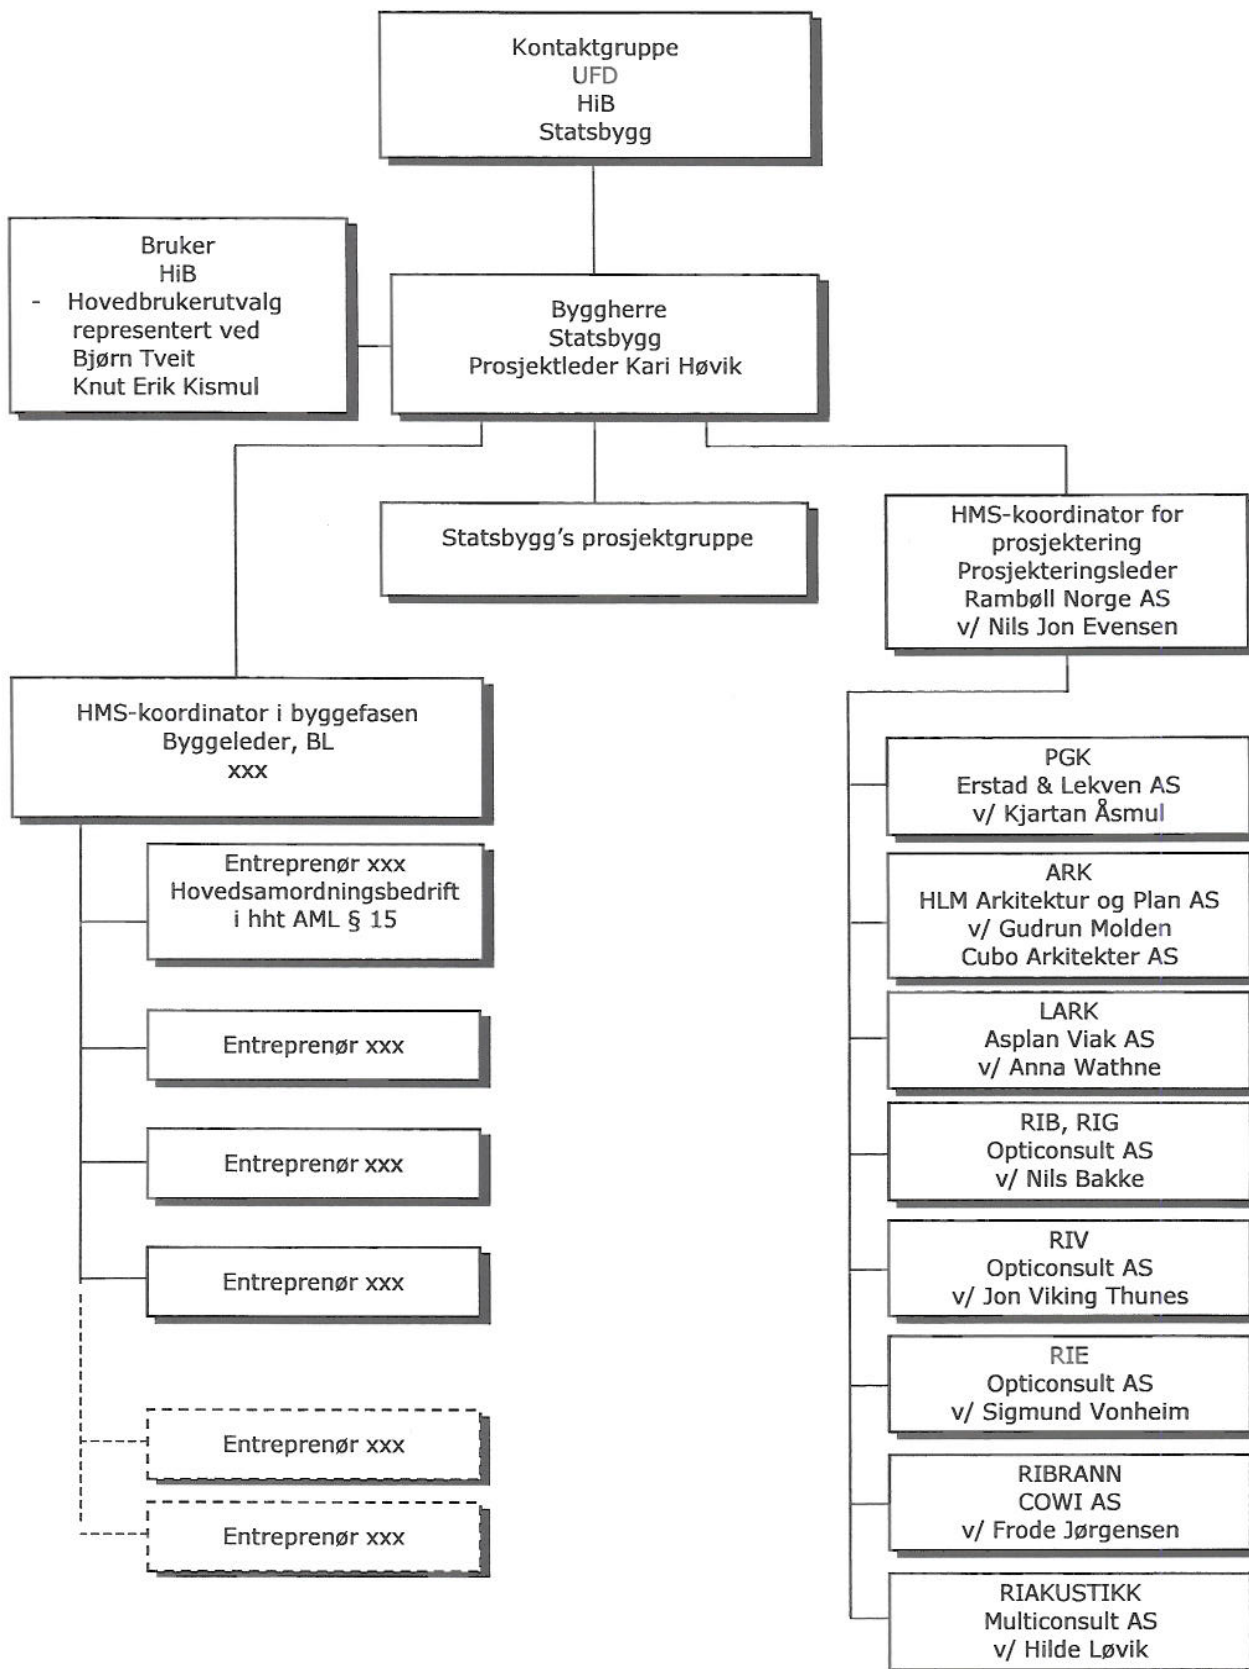 Kontaktgruppe
UFD
HiB
Statsbygg
Bruker
HiB
- Hovedbrukerutvalg
representert ved
Bjørn Tveit
Knut Erik Kismul
Byggherre
Statsbygg
Prosjektleder Kari Høvik
Statsbygg's prosjektgruppe
HMS-koordinator for
prosjektering
Prosjekteringsleder
Rambøll Norge AS
v/ Nils Jon Evensen
HMS-koordinator i byggefasen
Byggeleder, BL
xxx
Entreprenør xxx
Hovedsamordningsbedrift
i hht AML § 15
Entreprenør xxx
Entreprenør xxx
Entreprenør xxx
Entreprenør xxx
Entreprenør xxx
PGK
Erstad & Lekven AS
v/ Kjartan Åsmul
ARK
HLM Arkitektur og Plan AS
v/ Gudrun Molden
Cubo Arkitekter AS
LARK
Asplan Viak AS
v/ Anna Wathne
RIB, RIG
Opticonsult AS
v/ Nils Bakke
RIV
Opticonsult AS
v/ Jon Viking Thunes
RIE
Opticonsult AS
v/ Sigmund Vonheim
RIBRANN
COWI AS
v/ Frode Jørgensen
RIAKUSTIKK
Multiconsult AS
v/ Hilde Løvik